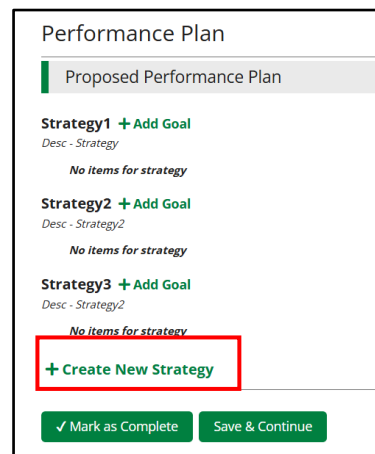 Performance Plan
Proposed Performance Plan
Strategy1 + Add Goal
Desc - Strategy
No items for strategy
Strategy2 + Add Goal
Desc - Strategy2
No items for strategy
Strategy3 + Add Goal
Desc - Strategy2
No items for strategy
+ Create New Strategy
✓ Mark as Complete Save & Continue